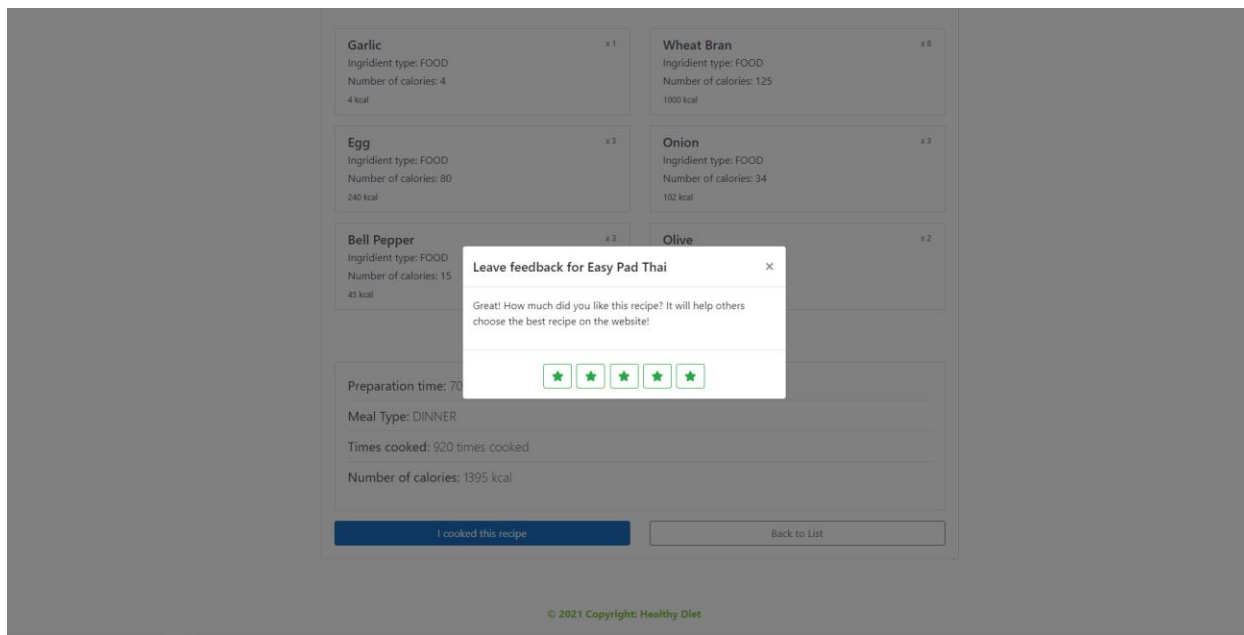 Garlic x 1
Ingridient type: FOOD
Number of calories: 4
4 kcal
Wheat Bran x 8
Ingridient type: FOOD
Number of calories: 125
1000 kcal
Egg x 3
Ingridient type: FOOD
Number of calories: 80
240 kcal
Onion x 3
Ingridient type: FOOD
Number of calories: 34
102 kcal
Bell Pepper x 3
Ingridient type: FOOD
Number of calories: 15
45 kcal
Olive x 2
Leave feedback for Easy Pad Thai ×
Great! How much did you like this recipe? It will help others
choose the best recipe on the website!
Preparation time: 70
Meal Type: DINNER
Times cooked: 920 times cooked
Number of calories: 1395 kcal
I cooked this recipe
Back to List
© 2021 Copyright: Healthy Diet